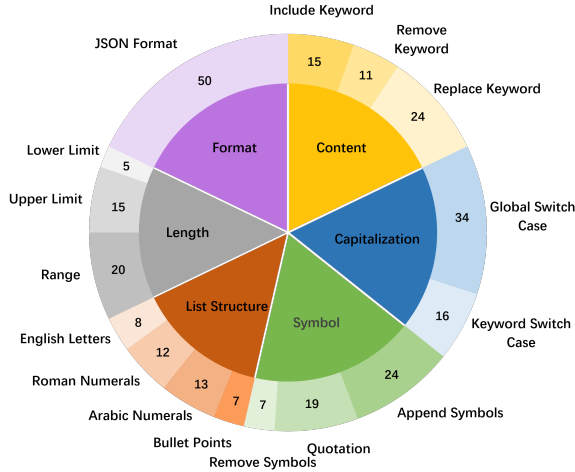 Include Keyword
Remove
Keyword
JSON Format
15
11
50
Replace Keyword
24
Format
Content
Lower Limit
5
Upper Limit
15
34
Global Switch
Case
Length
Capitalization
Range
20
16
Keyword Switch
Case
List Structure
Symbol
English Letters
8
Roman Numerals
12
13
24
Arabic Numerals
7
7
19
Append Symbols
Bullet Points
Quotation
Remove Symbols